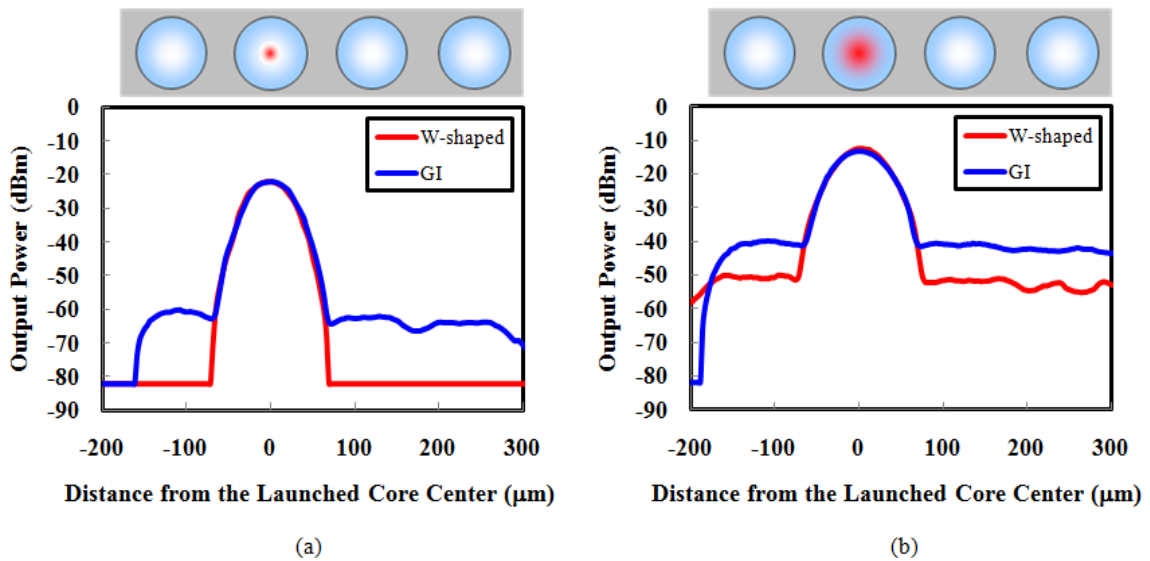 0
-10
-20
-30
-40
-50
-60
-70
-80
-90
Output Power (dBm)
W-shaped
GI
-200 -100 0 100 200 300
Distance from the Launched Core Center (μm)
(a)
0
-10
-20
-30
-40
-50
-60
-70
-80
-90
Output Power (dBm)
W-shaped
GI
-200 -100 0 100 200 300
Distance from the Launched Core Center (μm)
(b)